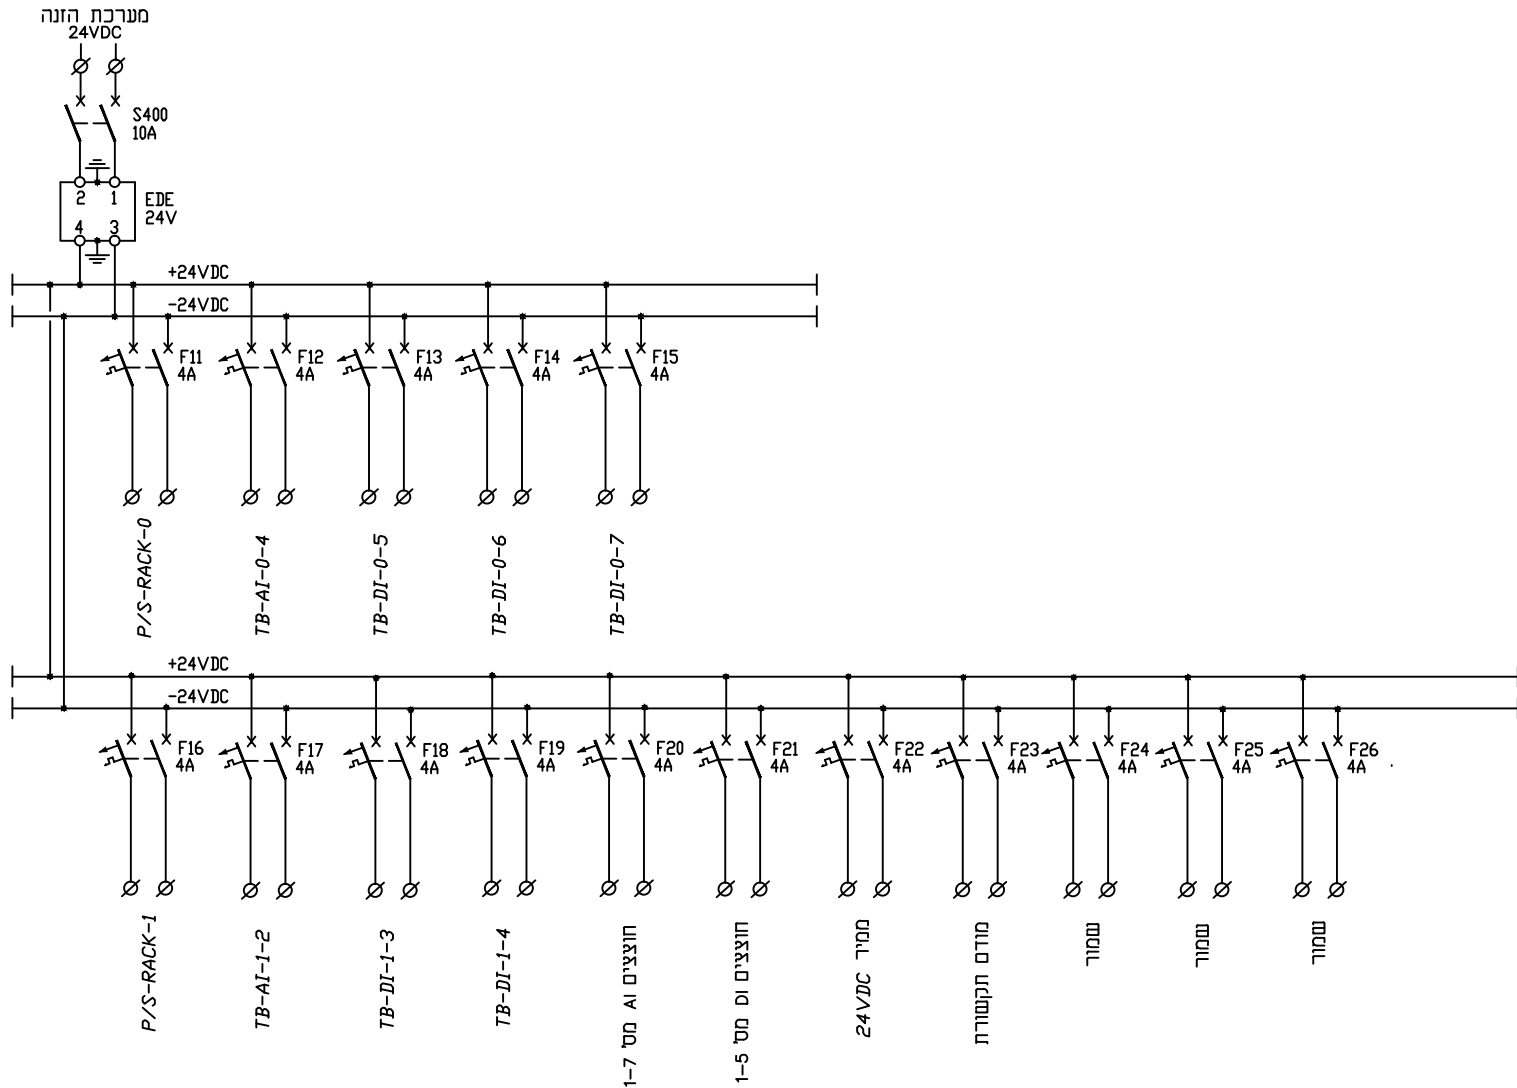 מערכת הזנה
24VDC
S400
10A
2 1
EDE
24V
4 3
+24VDC
-24VDC
F11
4A
F12
4A
F13
4A
F14
4A
F15
4A
P/S-RACK-0
TB-AI-0-4
TB-DI-0-5
TB-DI-0-6
TB-DI-0-7
+24VDC
-24VDC
F16
4A
F17
4A
F18
4A
F19
4A
F20
4A
F21
4A
F22
4A
F23
4A
F24
4A
F25
4A
F26
4A
P/S-RACK-1
TB-AI-1-2
TB-DI-1-3
TB-DI-1-4
חוצצים AI מס' 1-7
חוצצים DI מס' 1-5
ממיר 24VDC
מודם תקשורת
שמור
שמור
שמור